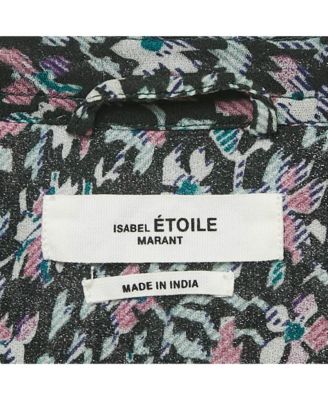 ISABEL ÉTOILE
MARANT
MADE IN INDIA